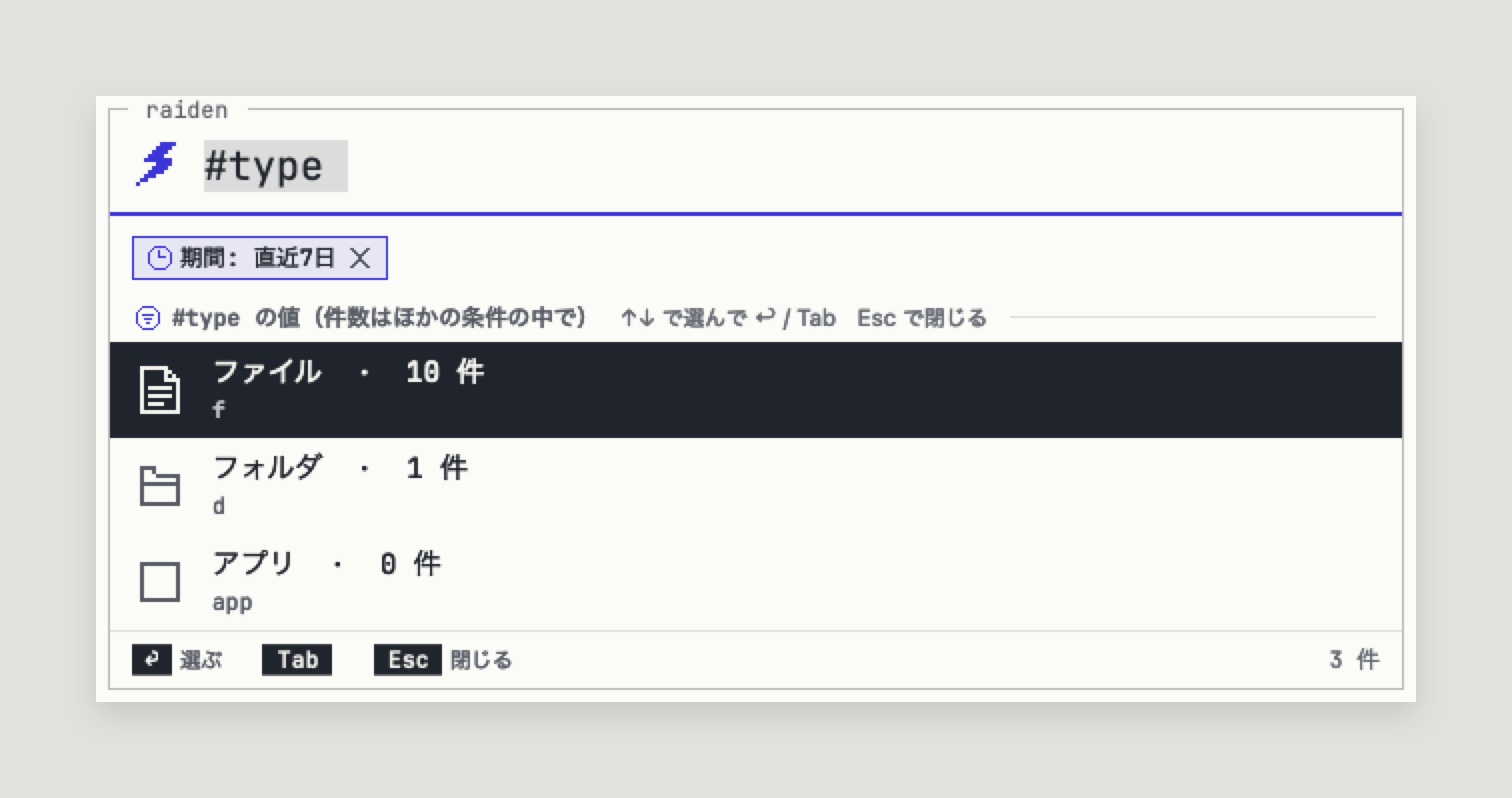 raiden
#type
期間: 直近7日
#type の値（件数はほかの条件の中で） ↑↓ で選んで ⏎ / Tab Esc で閉じる
ファイル ・ 10 件
f
フォルダ ・ 1 件
d
アプリ ・ 0 件
app
⏎ 選ぶ Tab Esc 閉じる 3 件